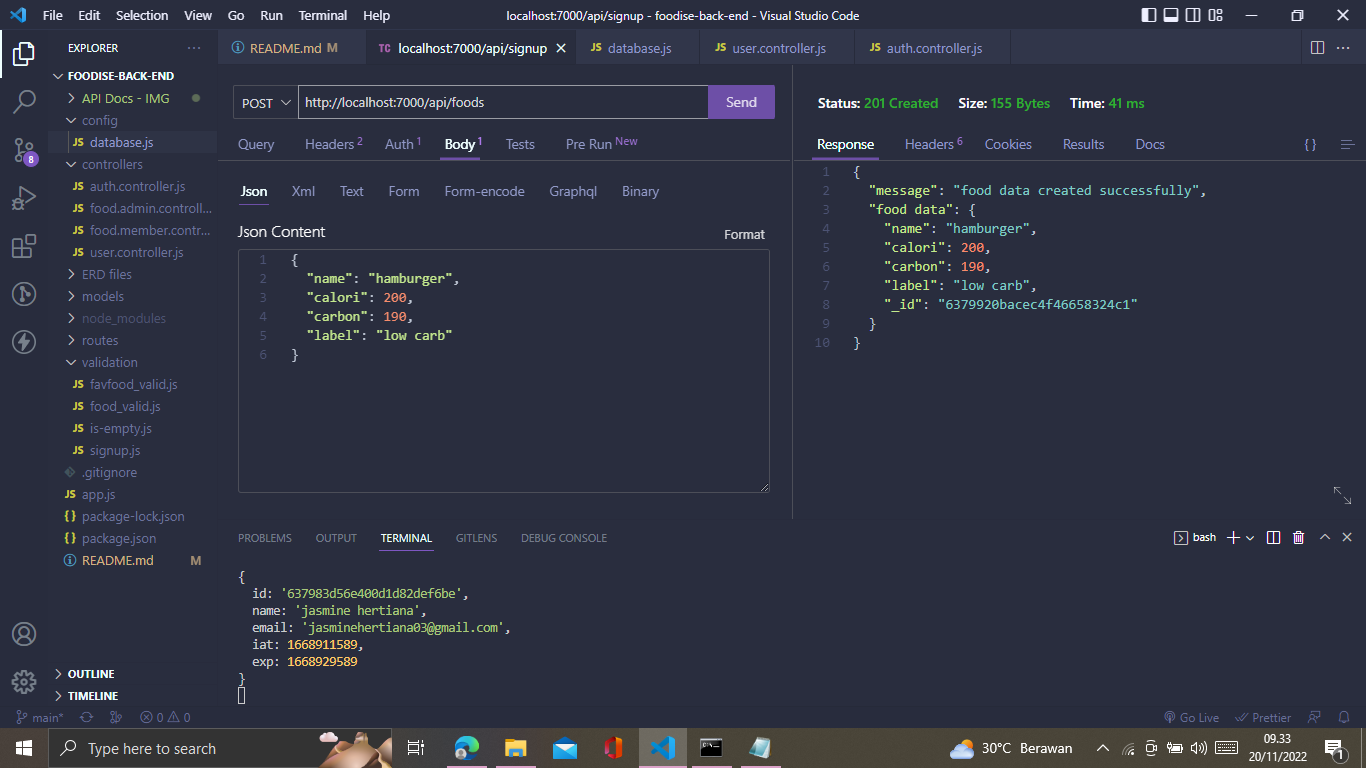 File Edit Selection View Go Run Terminal Help
localhost:7000/api/signup - foodise-back-end - Visual Studio Code
EXPLORER
FOODISE-BACK-END
API Docs - IMG
config
JS database.js
controllers
JS auth.controller.js
JS food.admin.controll...
JS food.member.contr...
JS user.controller.js
ERD files
models
node_modules
routes
validation
JS favfood_valid.js
JS food_valid.js
JS is-empty.js
JS signup.js
.gitignore
JS app.js
{} package-lock.json
{} package.json
README.md M
OUTLINE
TIMELINE
8
README.md M
TC localhost:7000/api/signup
JS database.js
JS user.controller.js
JS auth.controller.js
POST http://localhost:7000/api/foods Send
Query Headers 2 Auth 1 Body 1 Tests Pre Run New
Json Xml Text Form Form-encode Graphql Binary
Json Content Format
1 {
2 "name": "hamburger",
3 "calori": 200,
4 "carbon": 190,
5 "label": "low carb"
6 }
Status: 201 Created Size: 155 Bytes Time: 41 ms
Response Headers 6 Cookies Results Docs {}
1 {
2 "message": "food data created successfully",
3 "food data": {
4 "name": "hamburger",
5 "calori": 200,
6 "carbon": 190,
7 "label": "low carb",
8 "_id": "6379920bacec4f46658324c1"
9 }
10 }
PROBLEMS OUTPUT TERMINAL GITLENS DEBUG CONSOLE
bash
{
id: '637983d56e400d1d82def6be',
name: 'jasmine hertiana',
email: 'jasminehertiana03@gmail.com',
iat: 1668911589,
exp: 1668929589
}
main* 0 0
Go Live Prettier
Type here to search
30°C Berawan
09.33
20/11/2022
1